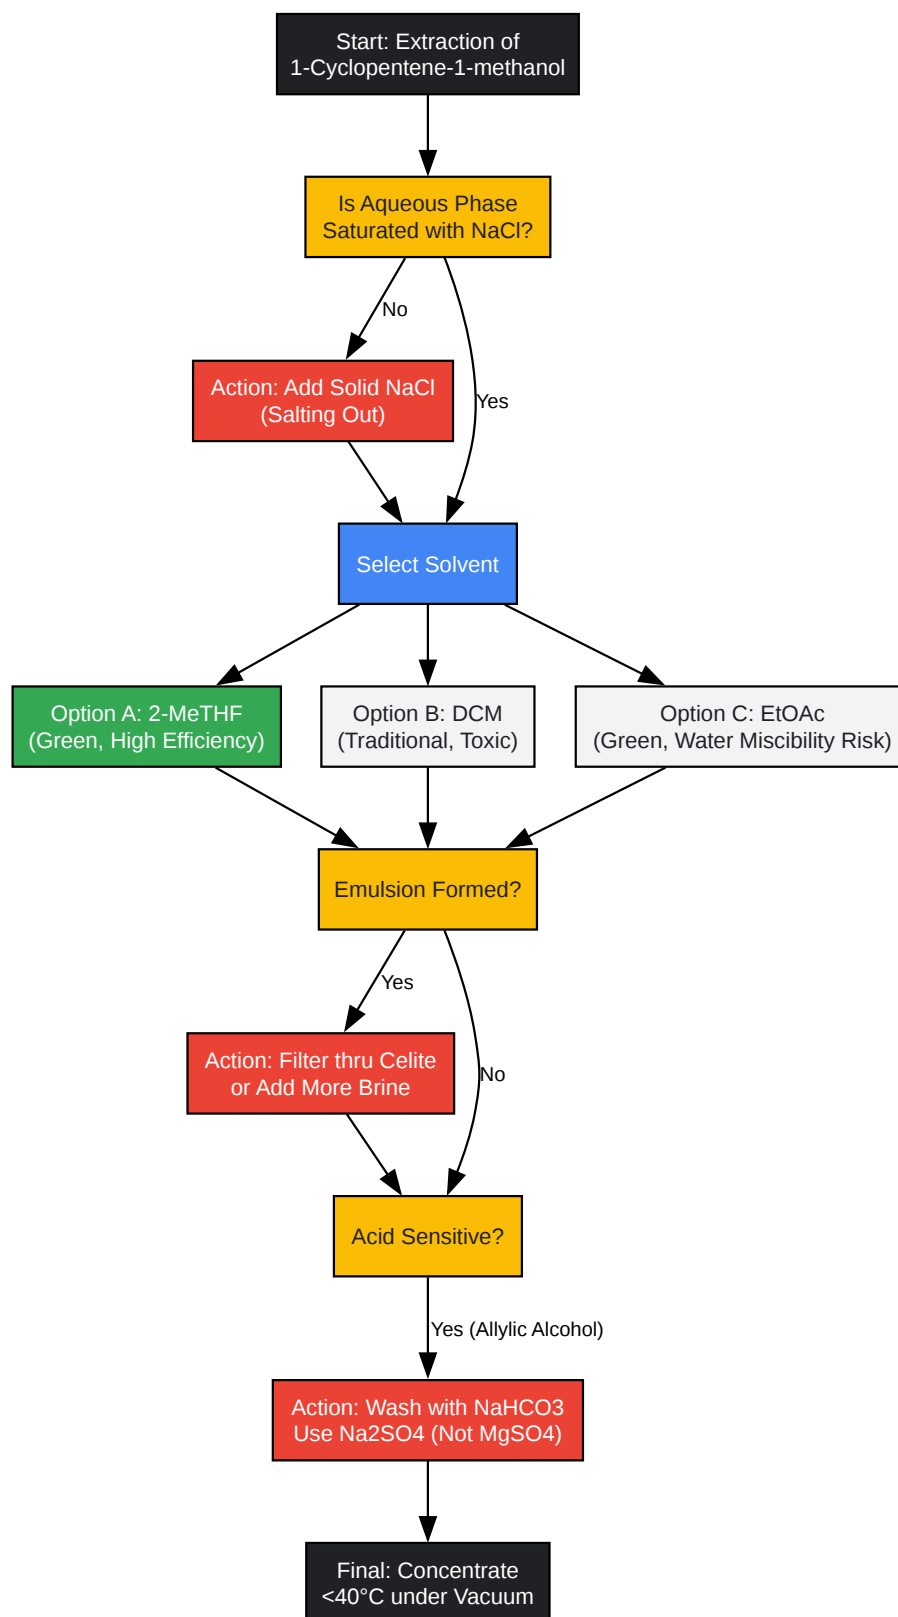 Start: Extraction of
1-Cyclopentene-1-methanol
Is Aqueous Phase
Saturated with NaCl?
No
Action: Add Solid NaCl
(Salting Out)
Yes
Select Solvent
Option A: 2-MeTHF
(Green, High Efficiency)
Option B: DCM
(Traditional, Toxic)
Option C: EtOAc
(Green, Water Miscibility Risk)
Emulsion Formed?
Yes
Action: Filter thru Celite
or Add More Brine
No
Acid Sensitive?
Yes (Allylic Alcohol)
Action: Wash with NaHCO3
Use Na2SO4 (Not MgSO4)
Final: Concentrate
<40°C under Vacuum